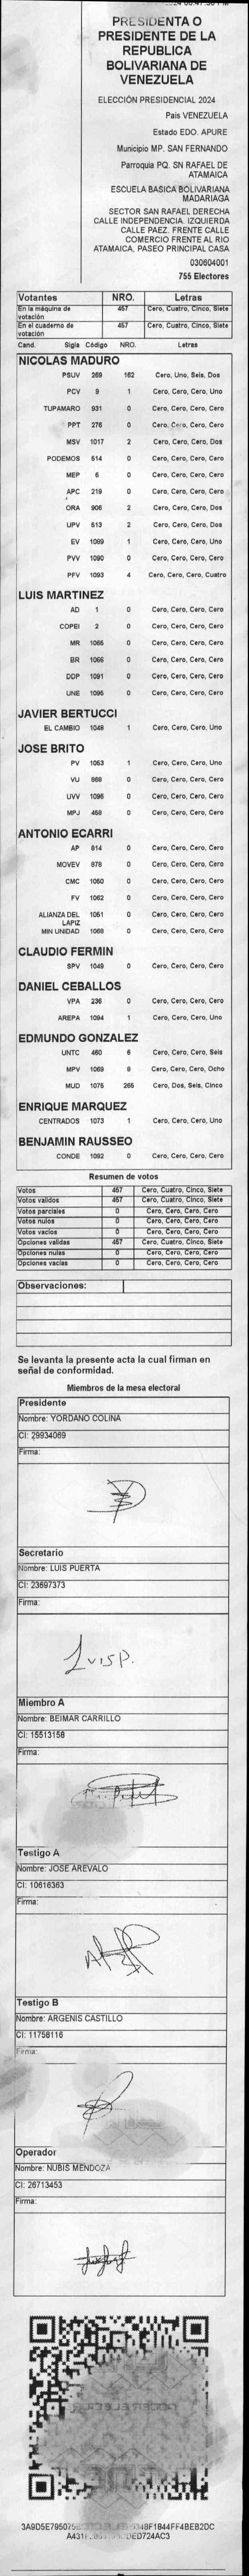 PRESIDENTA O
PRESIDENTE DE LA
REPUBLICA
BOLIVARIANA DE
VENEZUELA
ELECCIÓN PRESIDENCIAL 2024
Pais VENEZUELA
Estado EDO. APURE
Municipio MP. SAN FERNANDO
Parroquia PQ. SN RAFAEL DE
ATAMAICA
ESCUELA BASICA BOLIVARIANA
MADARIAGA
SECTOR SAN RAFAEL DERECHA
CALLE INDEPENDENCIA. IZQUIERDA
CALLE PAEZ. FRENTE CALLE
COMERCIO FRENTE AL RIO
ATAMAICA, PASEO PRINCIPAL CASA
030604001
755 Electores
Votantes NRO. Letras
En la máquina de votación 457 Cero, Cuatro, Cinco, Siete
En el cuaderno de votación 457 Cero, Cuatro, Cinco, Siete
Cand. Sigla Código NRO. Letras
NICOLAS MADURO
PSUV 269 162 Cero, Uno, Seis, Dos
PCV 9 1 Cero, Cero, Cero, Uno
TUPAMARO 931 0 Cero, Cero, Cero, Cero
PPT 276 0 Cero, Cero, Cero, Cero
MSV 1017 2 Cero, Cero, Cero, Dos
PODEMOS 514 0 Cero, Cero, Cero, Cero
MEP 6 0 Cero, Cero, Cero, Cero
APC 219 0 Cero, Cero, Cero, Cero
ORA 906 2 Cero, Cero, Cero, Dos
UPV 513 2 Cero, Cero, Cero, Dos
EV 1089 1 Cero, Cero, Cero, Uno
PVV 1090 0 Cero, Cero, Cero, Cero
PFV 1093 4 Cero, Cero, Cero, Cuatro
LUIS MARTINEZ
AD 1 0 Cero, Cero, Cero, Cero
COPEI 2 0 Cero, Cero, Cero, Cero
MR 1065 0 Cero, Cero, Cero, Cero
BR 1066 0 Cero, Cero, Cero, Cero
DDP 1091 0 Cero, Cero, Cero, Cero
UNE 1095 0 Cero, Cero, Cero, Cero
JAVIER BERTUCCI
EL CAMBIO 1048 1 Cero, Cero, Cero, Uno
JOSE BRITO
PV 1053 1 Cero, Cero, Cero, Uno
VU 868 0 Cero, Cero, Cero, Cero
UVV 1096 0 Cero, Cero, Cero, Cero
MPJ 458 0 Cero, Cero, Cero, Cero
ANTONIO ECARRI
AP 814 0 Cero, Cero, Cero, Cero
MOVEV 878 0 Cero, Cero, Cero, Cero
CMC 1050 0 Cero, Cero, Cero, Cero
FV 1062 0 Cero, Cero, Cero, Cero
ALIANZA DEL LAPIZ 1051 0 Cero, Cero, Cero, Cero
MIN UNIDAD 1068 0 Cero, Cero, Cero, Cero
CLAUDIO FERMIN
SPV 1049 0 Cero, Cero, Cero, Cero
DANIEL CEBALLOS
VPA 236 0 Cero, Cero, Cero, Cero
AREPA 1094 1 Cero, Cero, Cero, Uno
EDMUNDO GONZALEZ
UNTC 460 6 Cero, Cero, Cero, Seis
MPV 1069 8 Cero, Cero, Cero, Ocho
MUD 1075 265 Cero, Dos, Seis, Cinco
ENRIQUE MARQUEZ
CENTRADOS 1073 1 Cero, Cero, Cero, Uno
BENJAMIN RAUSSEO
CONDE 1092 0 Cero, Cero, Cero, Cero
Resumen de votos
Votos 457 Cero, Cuatro, Cinco, Siete
Votos validos 457 Cero, Cuatro, Cinco, Siete
Votos parciales 0 Cero, Cero, Cero, Cero
Votos nulos 0 Cero, Cero, Cero, Cero
Votos vacios 0 Cero, Cero, Cero, Cero
Opciones validas 457 Cero, Cuatro, Cinco, Siete
Opciones nulas 0 Cero, Cero, Cero, Cero
Opciones vacias 0 Cero, Cero, Cero, Cero
Observaciones:
Se levanta la presente acta la cual firman en
señal de conformidad.
Miembros de la mesa electoral
Presidente
Nombre: YORDANO COLINA
CI: 29934069
Firma:
Secretario
Nombre: LUIS PUERTA
CI: 23697373
Firma:
Luis P.
Miembro A
Nombre: BEIMAR CARRILLO
CI: 15513158
Firma:
Testigo A
Nombre: JOSE AREVALO
CI: 10616363
Firma:
Testigo B
Nombre: ARGENIS CASTILLO
CI: 11758116
Firma:
Operador
Nombre: NUBIS MENDOZA
CI: 26713453
Firma: